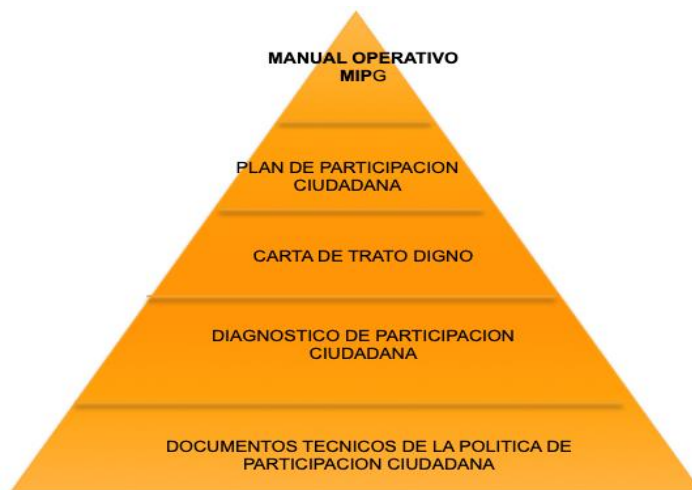 MANUAL OPERATIVO
MIPG
PLAN DE PARTICIPACION
CIUDADANA
CARTA DE TRATO DIGNO
DIAGNOSTICO DE PARTICIPACION
CIUDADANA
DOCUMENTOS TECNICOS DE LA POLITICA DE
PARTICIPACION CIUDADANA